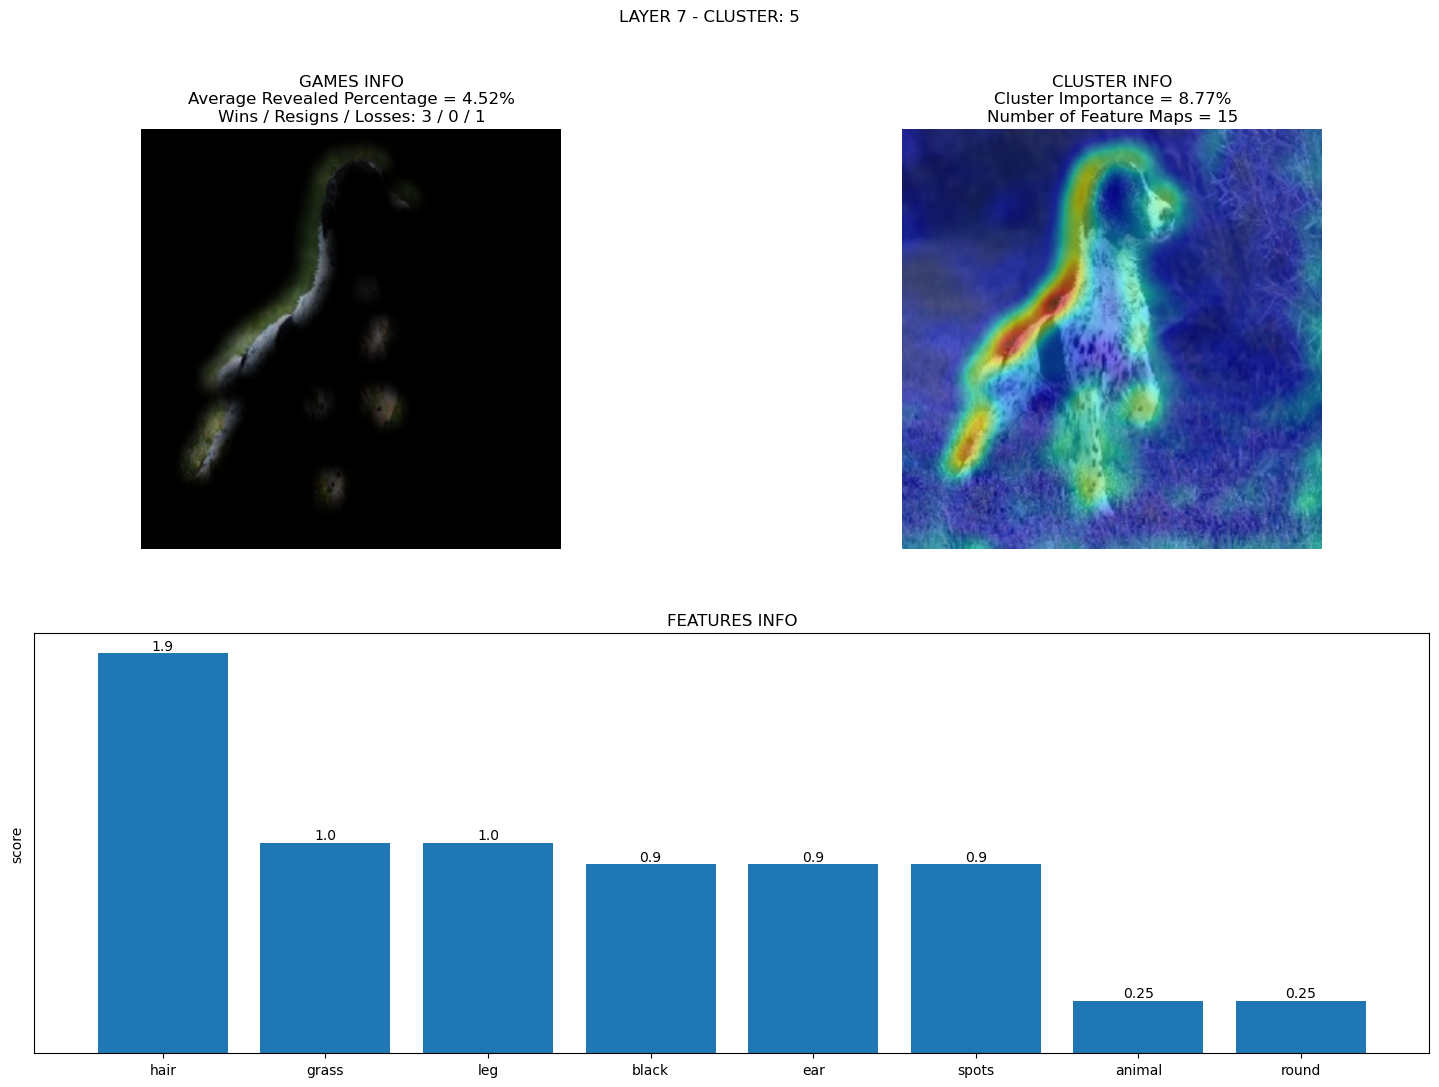 LAYER 7 - CLUSTER: 5
GAMES INFO
Average Revealed Percentage = 4.52%
Wins / Resigns / Losses: 3 / 0 / 1
CLUSTER INFO
Cluster Importance = 8.77%
Number of Feature Maps = 15
FEATURES INFO
score
1.9
1.0
1.0
0.9
0.9
0.9
0.25
0.25
hair
grass
leg
black
ear
spots
animal
round